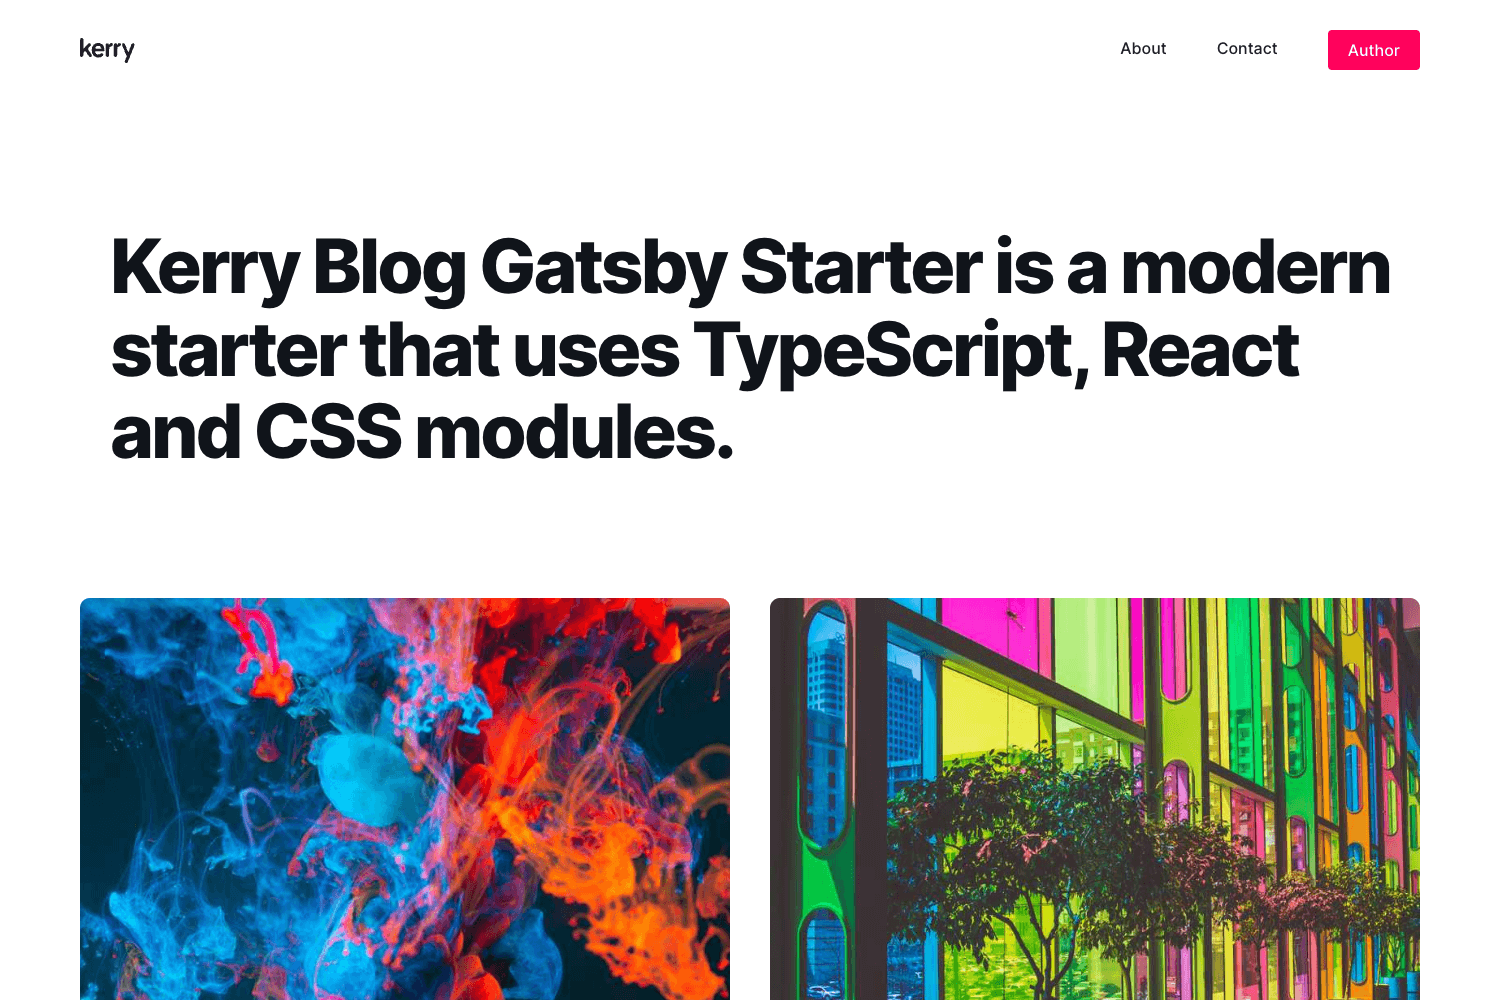 kerry
About
Contact
Author
Kerry Blog Gatsby Starter is a modern
starter that uses TypeScript, React
and CSS modules.